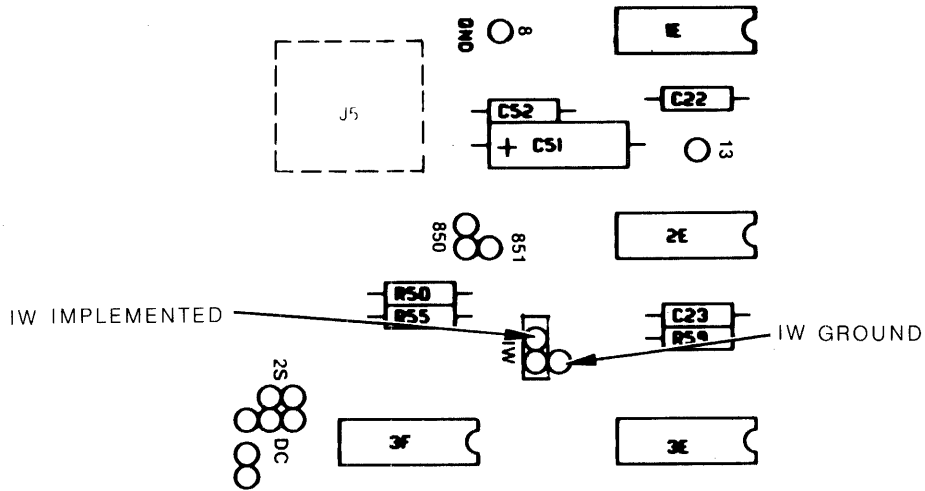 GND
8
1E
J5
C52
C22
C51
13
850
851
2E
R50
R55
C23
R59
IW IMPLEMENTED
IW
IW GROUND
2S
DC
3F
3E